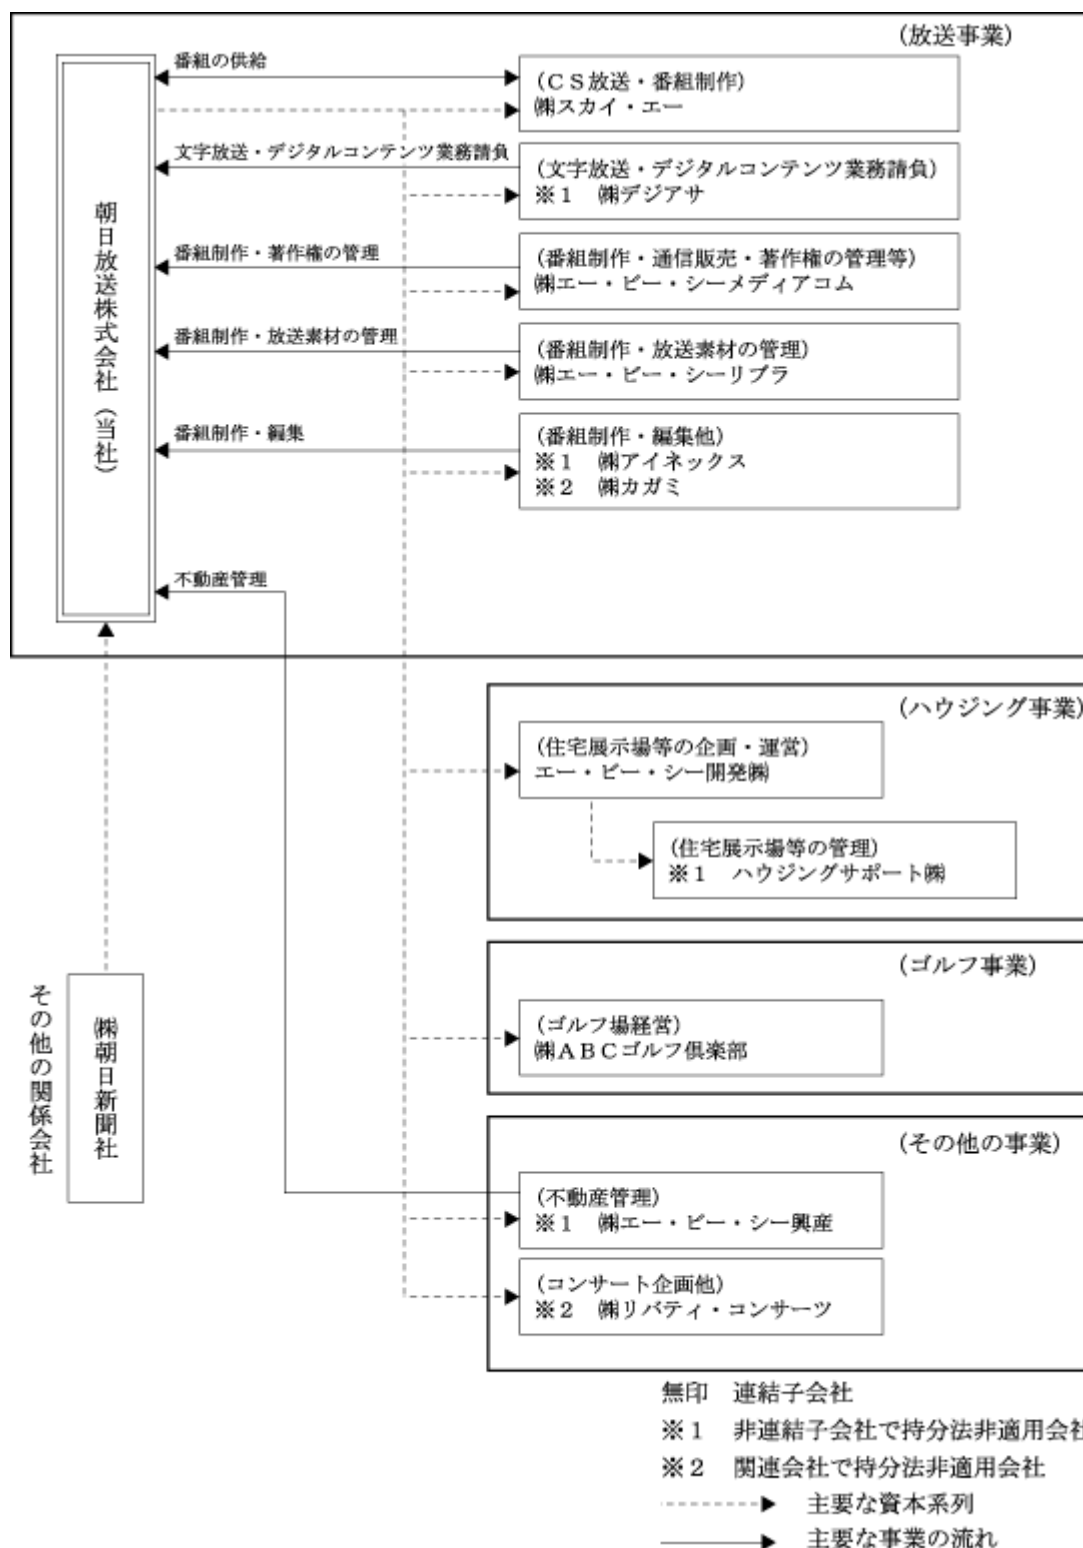 (放送事業)
番組の供給
(ＣＳ放送・番組制作)
㈱スカイ・エー
文字放送・デジタルコンテンツ業務請負
(文字放送・デジタルコンテンツ業務請負)
※１　㈱デジアサ
朝日放送株式会社（当社）
番組制作・著作権の管理
(番組制作・通信販売・著作権の管理等)
㈱エー・ビー・シーメディアコム
番組制作・放送素材の管理
(番組制作・放送素材の管理)
㈱エー・ビー・シーリブラ
番組制作・編集
(番組制作・編集他)
※１　㈱アイネックス
※２　㈱カガミ
不動産管理
(ハウジング事業)
(住宅展示場等の企画・運営)
エー・ビー・シー開発㈱
(住宅展示場等の管理)
※１　ハウジングサポート㈱
(ゴルフ事業)
(ゴルフ場経営)
㈱ＡＢＣゴルフ倶楽部
その他の関係会社
㈱朝日新聞社
(その他の事業)
(不動産管理)
※１　㈱エー・ビー・シー興産
(コンサート企画他)
※２　㈱リバティ・コンサーツ
無印　連結子会社
※１　非連結子会社で持分法非適用会社
※２　関連会社で持分法非適用会社
主要な資本系列
主要な事業の流れ